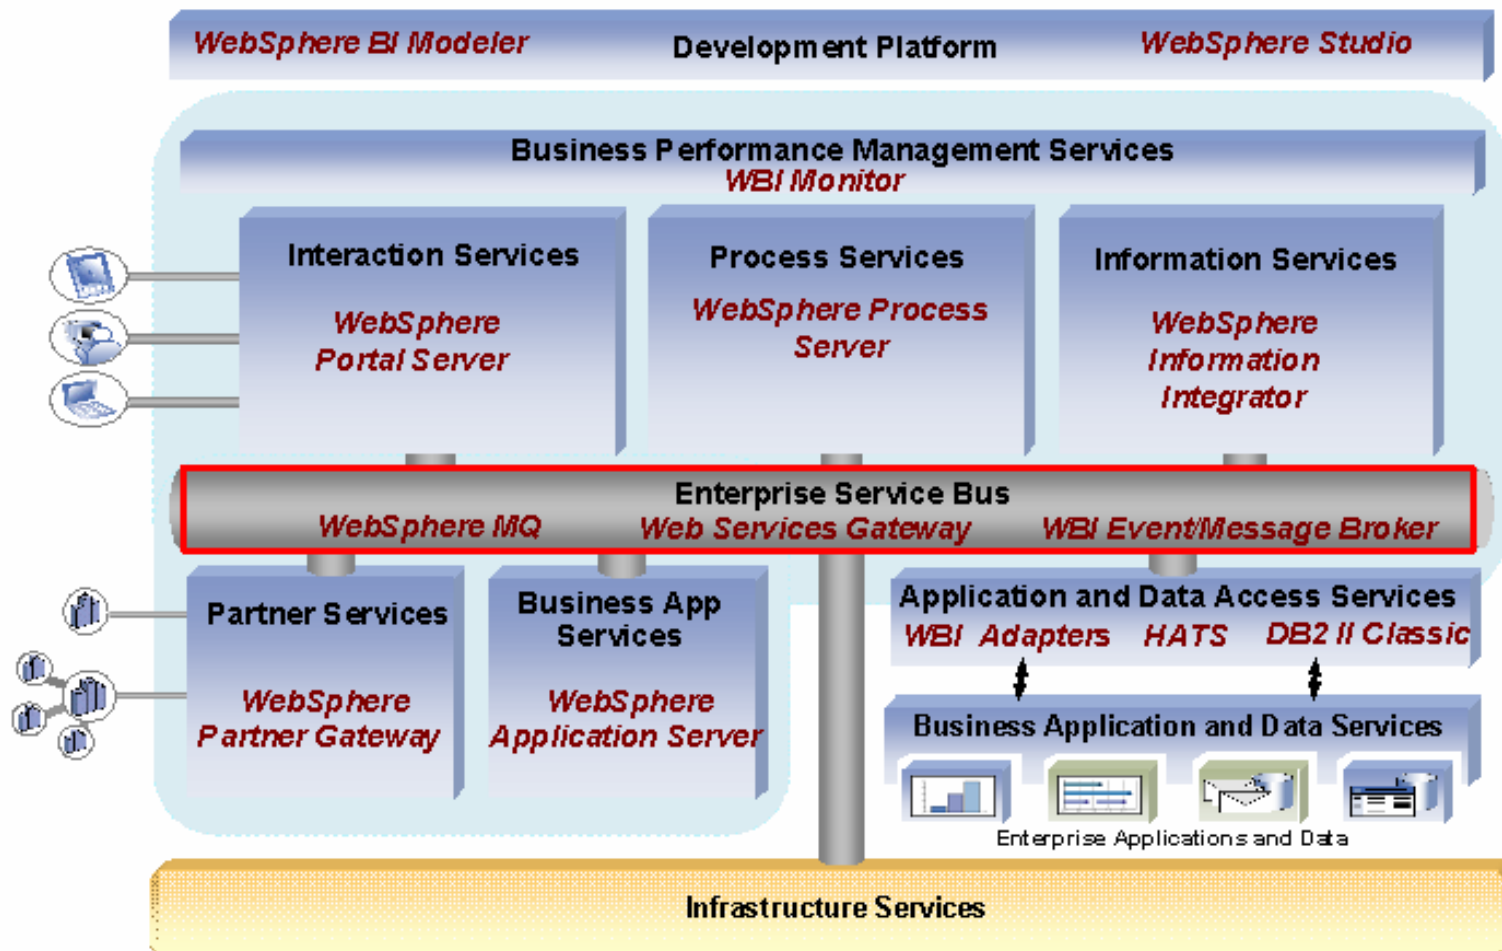 WebSphere BI Modeler
Development Platform
WebSphere Studio
Business Performance Management Services
WBI Monitor
Interaction Services
WebSphere
Portal Server
Process Services
WebSphere Process
Server
Information Services
WebSphere
Information
Integrator
Enterprise Service Bus
WebSphere MQ
Web Services Gateway
WBI Event/Message Broker
Partner Services
WebSphere
Partner Gateway
Business App
Services
WebSphere
Application Server
Application and Data Access Services
WBI Adapters
HATS
DB2 II Classic
Business Application and Data Services
Enterprise Applications and Data
Infrastructure Services